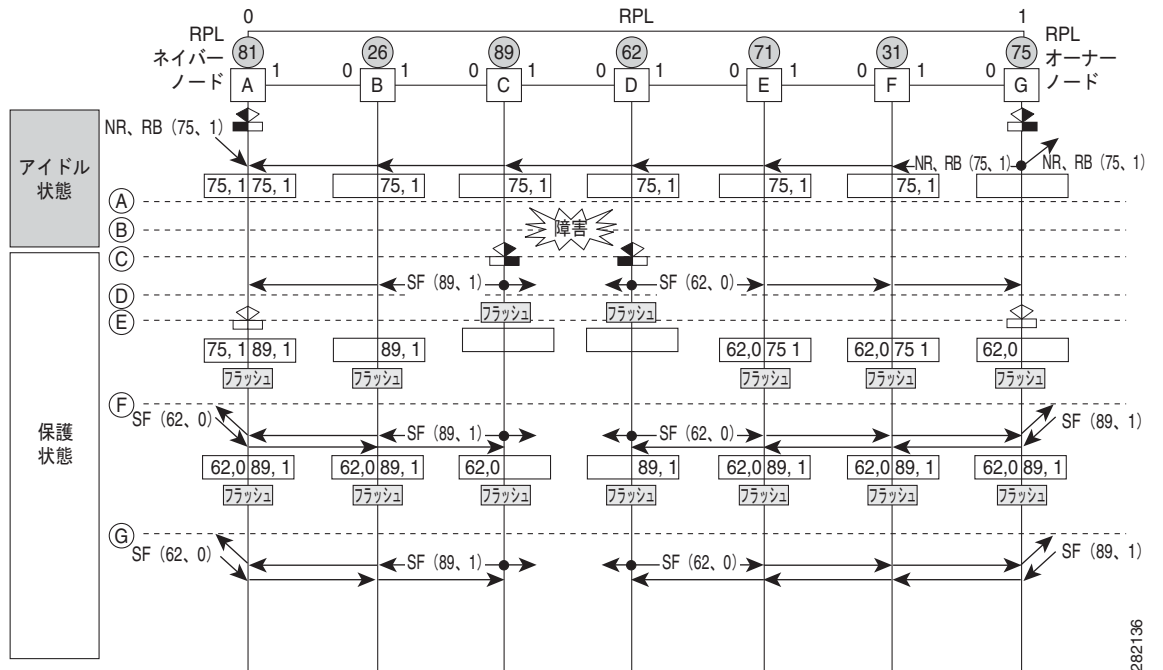 0 RPL 1
RPL ネイバー ノード
81 26 89 62 71 31 75
RPL オーナー ノード
A 1 0 B 1 0 C 1 0 D 1 0 E 1 0 F 1 0 G
アイドル 状態
NR、RB（75、1）
NR、RB（75、1）
NR、RB（75、1）
75, 1 75, 1
75, 1
75, 1
75, 1
75, 1
75, 1
A
B
障害
C
SF（89、1）
SF（62、0）
D
フラッシュ
フラッシュ
E
75, 1 89, 1
89, 1
62,0 75 1
62,0 75 1
62,0
フラッシュ
フラッシュ
フラッシュ
フラッシュ
フラッシュ
保護 状態
F
SF（62、0）
SF（89、1）
SF（62、0）
SF（89、1）
62,0 89, 1
62,0 89, 1
62,0
89, 1
62,0 89, 1
62,0 89, 1
62,0 89, 1
フラッシュ
フラッシュ
フラッシュ
フラッシュ
フラッシュ
フラッシュ
フラッシュ
G
SF（62、0）
SF（89、1）
SF（62、0）
SF（89、1）
282136